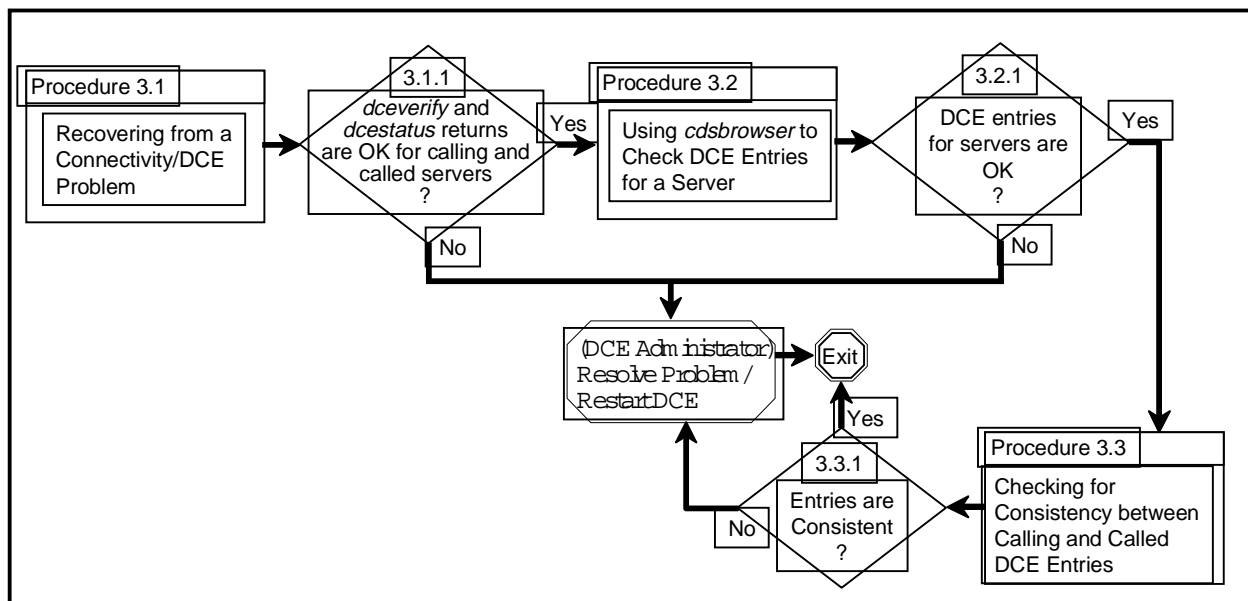 Procedure 3.1
Recovering from a
Connectivity/DCE
Problem
3.1.1
dceverify and
dcestatus returns
are OK for calling and
called servers
?
Yes
No
Procedure 3.2
Using cdsbrowser to
Check DCE Entries
for a Server
3.2.1
DCE entries
for servers are
OK
?
Yes
No
(DCE Administrator)
Resolve Problem /
Restart DCE
Exit
Yes
3.3.1
Entries are
Consistent
?
No
Procedure 3.3
Checking for
Consistency between
Calling and Called
DCE Entries